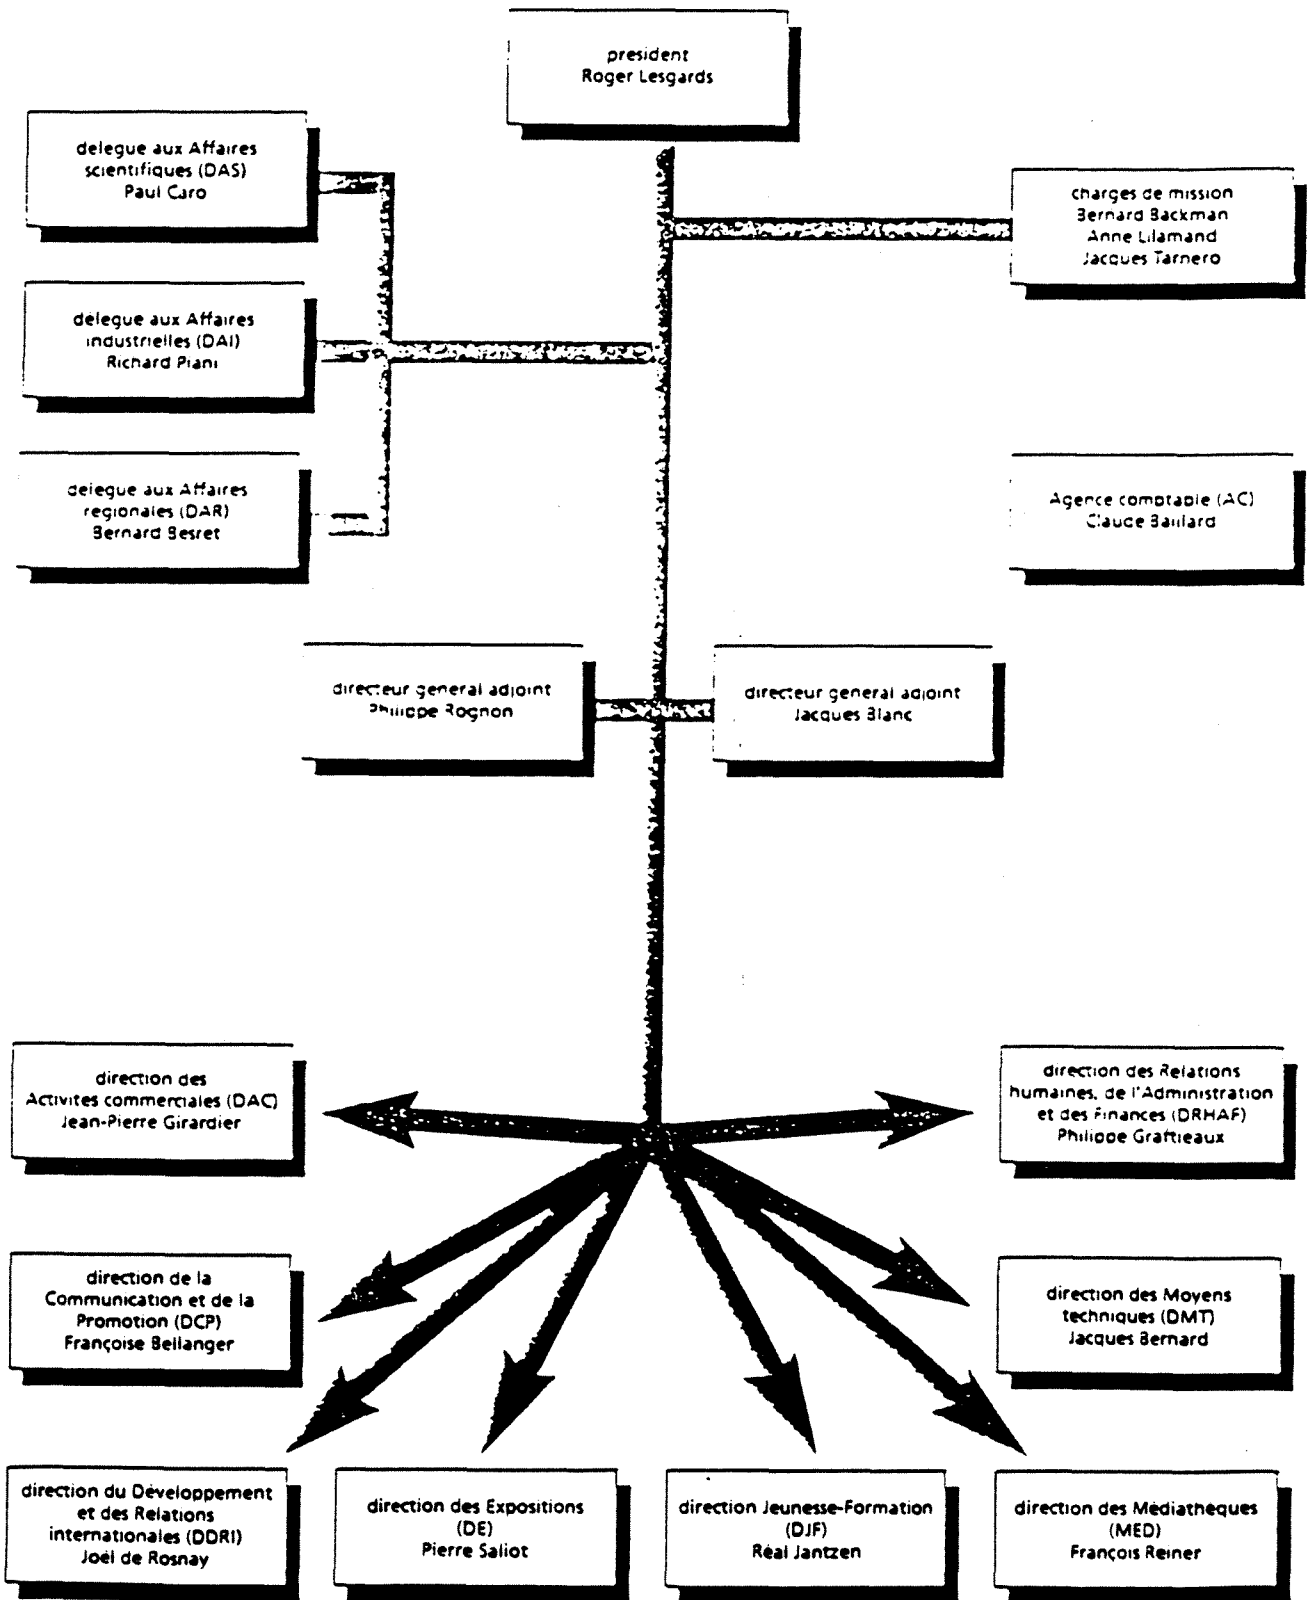 president
Roger Lesgards
delegue aux Affaires
scientifiques (DAS)
Paul Caro
charges de mission
Bernard Backman
Anne Lilamand
Jacques Tarnero
delegue aux Affaires
industrielles (DAI)
Richard Piani
delegue aux Affaires
regionales (DAR)
Bernard Besret
Agence comptable (AC)
Claude Baillard
directeur general adjoint
Philippe Rognon
directeur general adjoint
Jacques Blanc
direction des
Activites commerciales (DAC)
Jean-Pierre Girardier
direction des Relations
humaines, de l'Administration
et des Finances (DRHAF)
Philippe Graftieaux
direction de la
Communication et de la
Promotion (DCP)
Françoise Bellanger
direction des Moyens
techniques (DMT)
Jacques Bernard
direction du Développement
et des Relations
internationales (DDRI)
Joël de Rosnay
direction des Expositions
(DE)
Pierre Saliot
direction Jeunesse-Formation
(DJF)
Réal Jantzen
direction des Médiathèques
(MED)
François Reiner